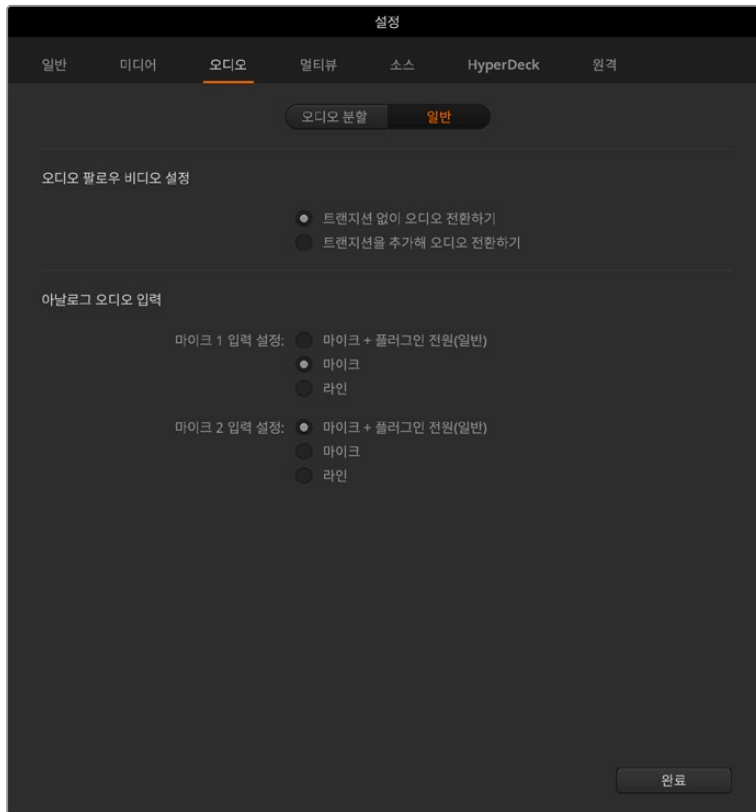 설정
일반 미디어 오디오 멀티뷰 소스 HyperDeck 원격
오디오 분할 일반
오디오 팔로우 비디오 설정
트랜지션 없이 오디오 전환하기
트랜지션을 추가해 오디오 전환하기
아날로그 오디오 입력
마이크 1 입력 설정: 마이크 + 플러그인 전원(일반)
마이크
라인
마이크 2 입력 설정: 마이크 + 플러그인 전원(일반)
마이크
라인
완료